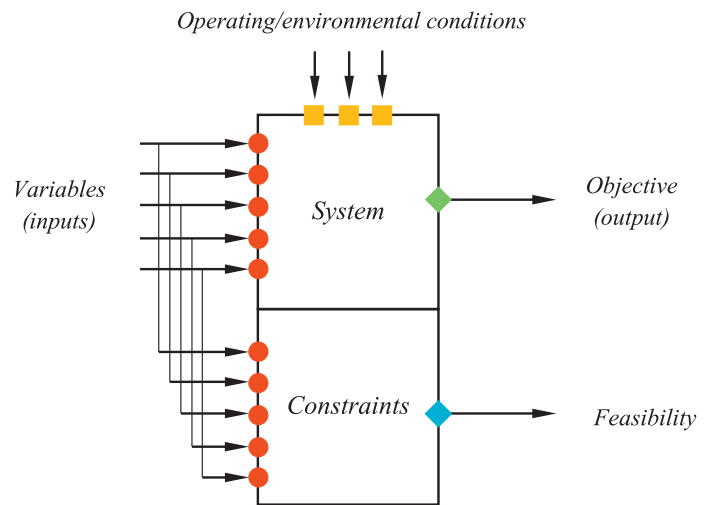 Operating/environmental conditions
Variables
(inputs)
System
Objective
(output)
Constraints
Feasibility